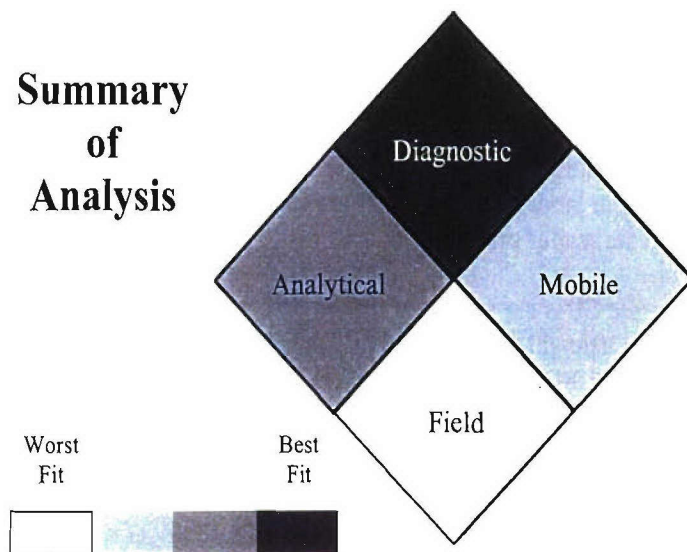 Summary
of
Analysis
Diagnostic
Analytical
Mobile
Field
Worst
Fit
Best
Fit